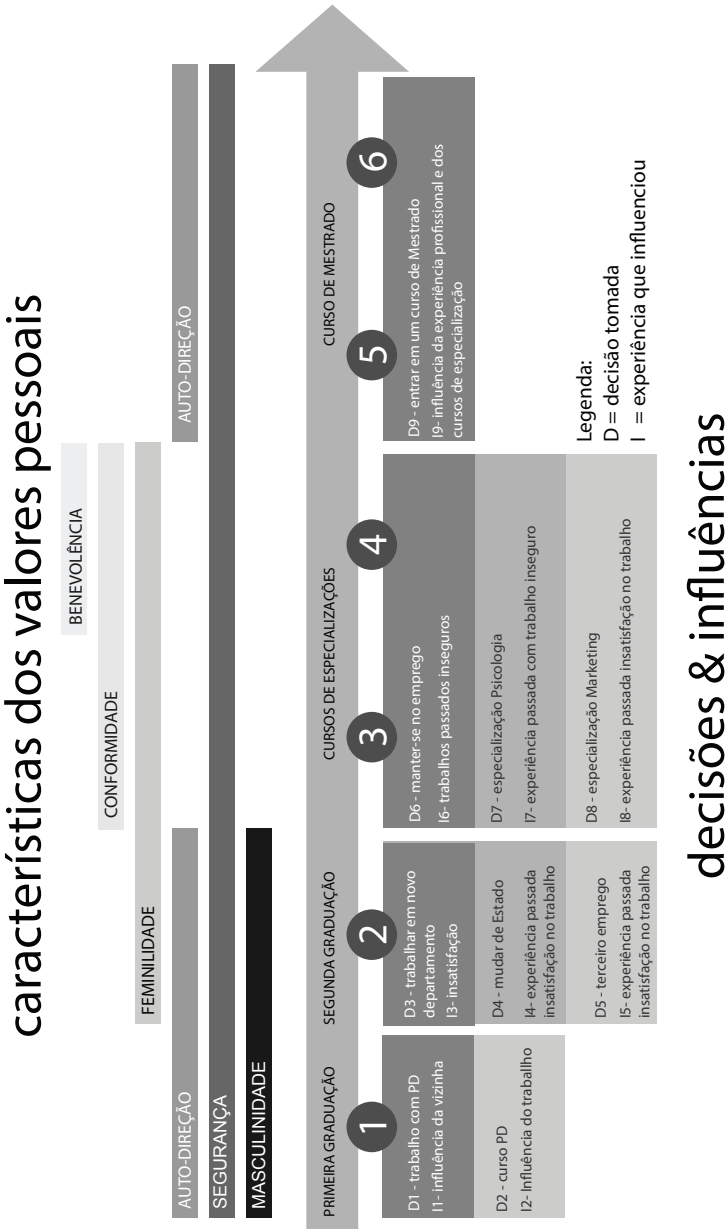 características dos valores pessoais
BENEVOLÊNCIA
CONFORMIDADE
FEMINILIDADE
AUTO-DIREÇÃO
AUTO-DIREÇÃO
SEGURANÇA
MASCULINIDADE
PRIMEIRA GRADUAÇÃO
SEGUNDA GRADUAÇÃO
CURSOS DE ESPECIALIZAÇÕES
CURSO DE MESTRADO
1
2
3
4
5
6
D1 - trabalho com PD
I1- influência da vizinha
D2 - curso PD
I2- Influência do traballho
D3 - trabalhar em novo
departamento
I3- insatisfação
D4 - mudar de Estado
I4- experiência passada
insatisfação no trabalho
D5 - terceiro emprego
I5- experiência passada
insatisfação no trabalho
D6 - manter-se no emprego
I6- trabalhos passados inseguros
D7 - especialização Psicologia
I7- experiência passada com trabalho inseguro
D8 - especialização Marketing
I8- experiência passada insatisfação no trabalho
D9 - entrar em um curso de Mestrado
I9- influência da experiência profissional e dos
cursos de especialização
Legenda:
D = decisão tomada
I = experiência que influenciou
decisões & influências